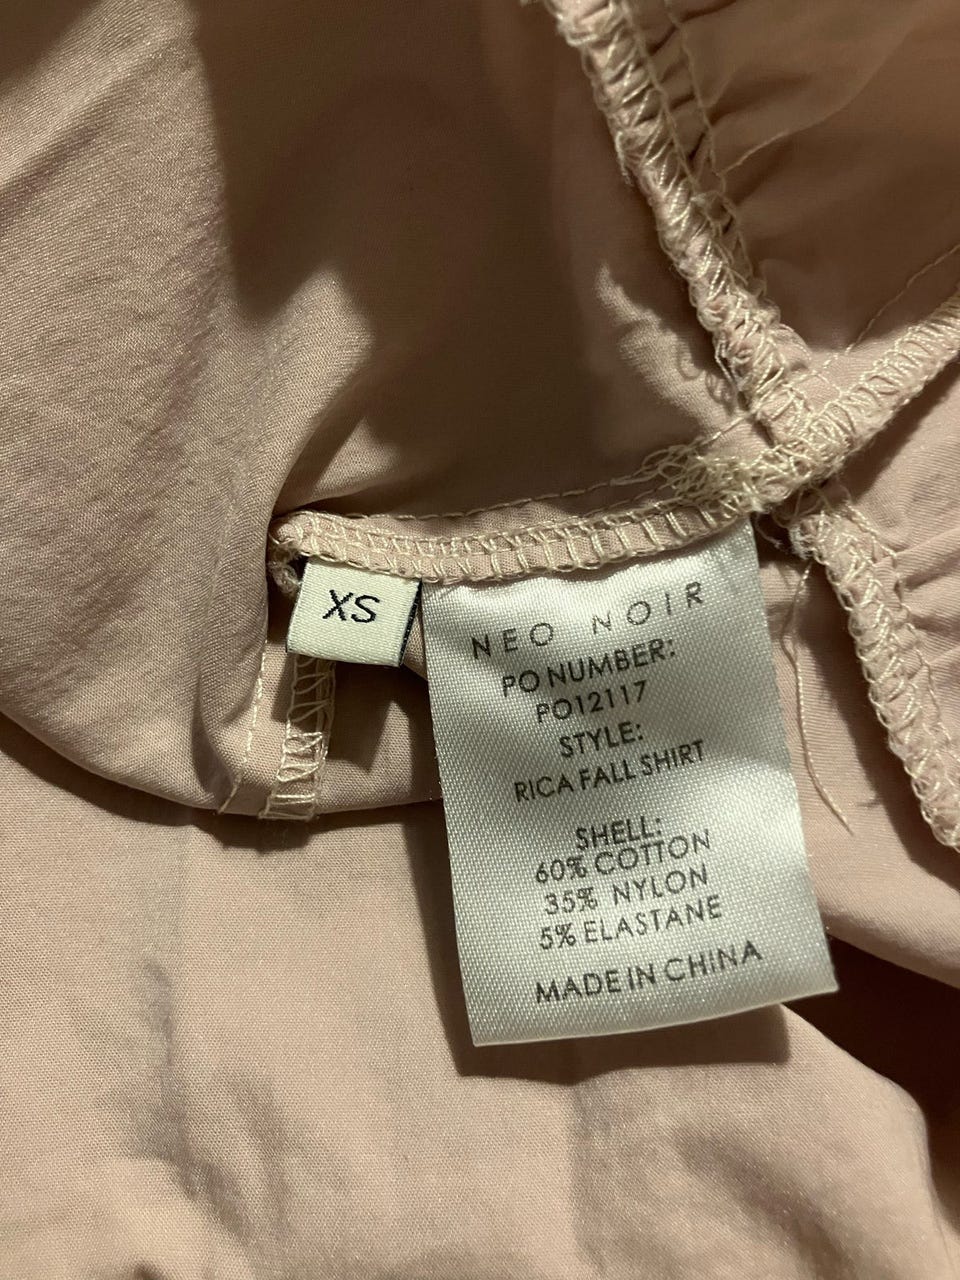 XS
NEO NOIR
PO NUMBER:
PO12117
STYLE:
RICA FALL SHIRT
SHELL:
60% COTTON
35% NYLON
5% ELASTANE
MADE IN CHINA